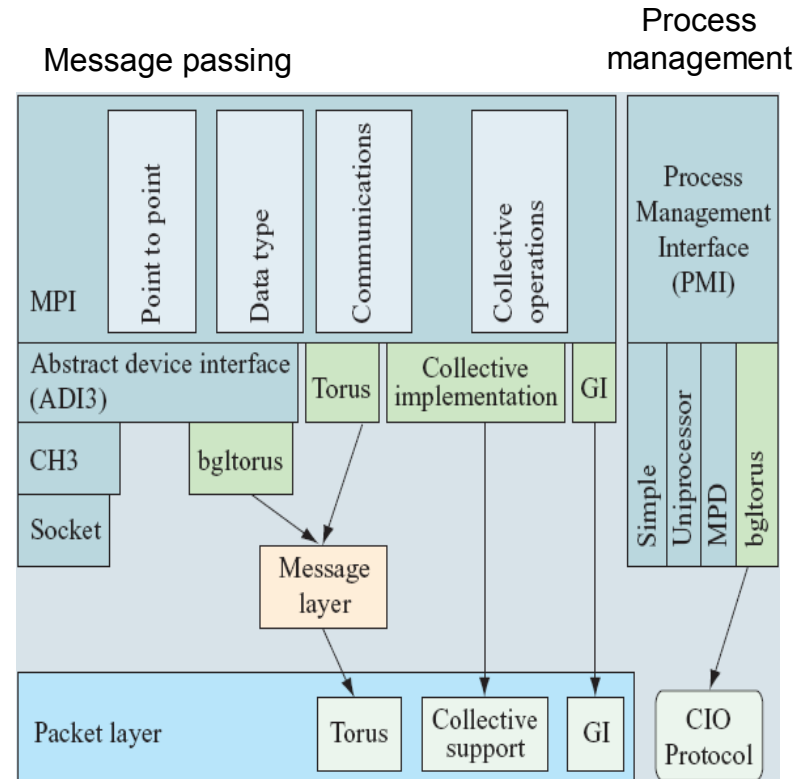 Message passing
Process
management
MPI
Point to point
Data type
Communications
Collective
operations
Process
Management
Interface
(PMI)
Abstract device interface
(ADI3)
Torus
Collective
implementation
GI
CH3
bgltorus
Socket
Simple
Uniprocessor
MPD
bgltorus
Message
layer
Packet layer
Torus
Collective
support
GI
CIO
Protocol